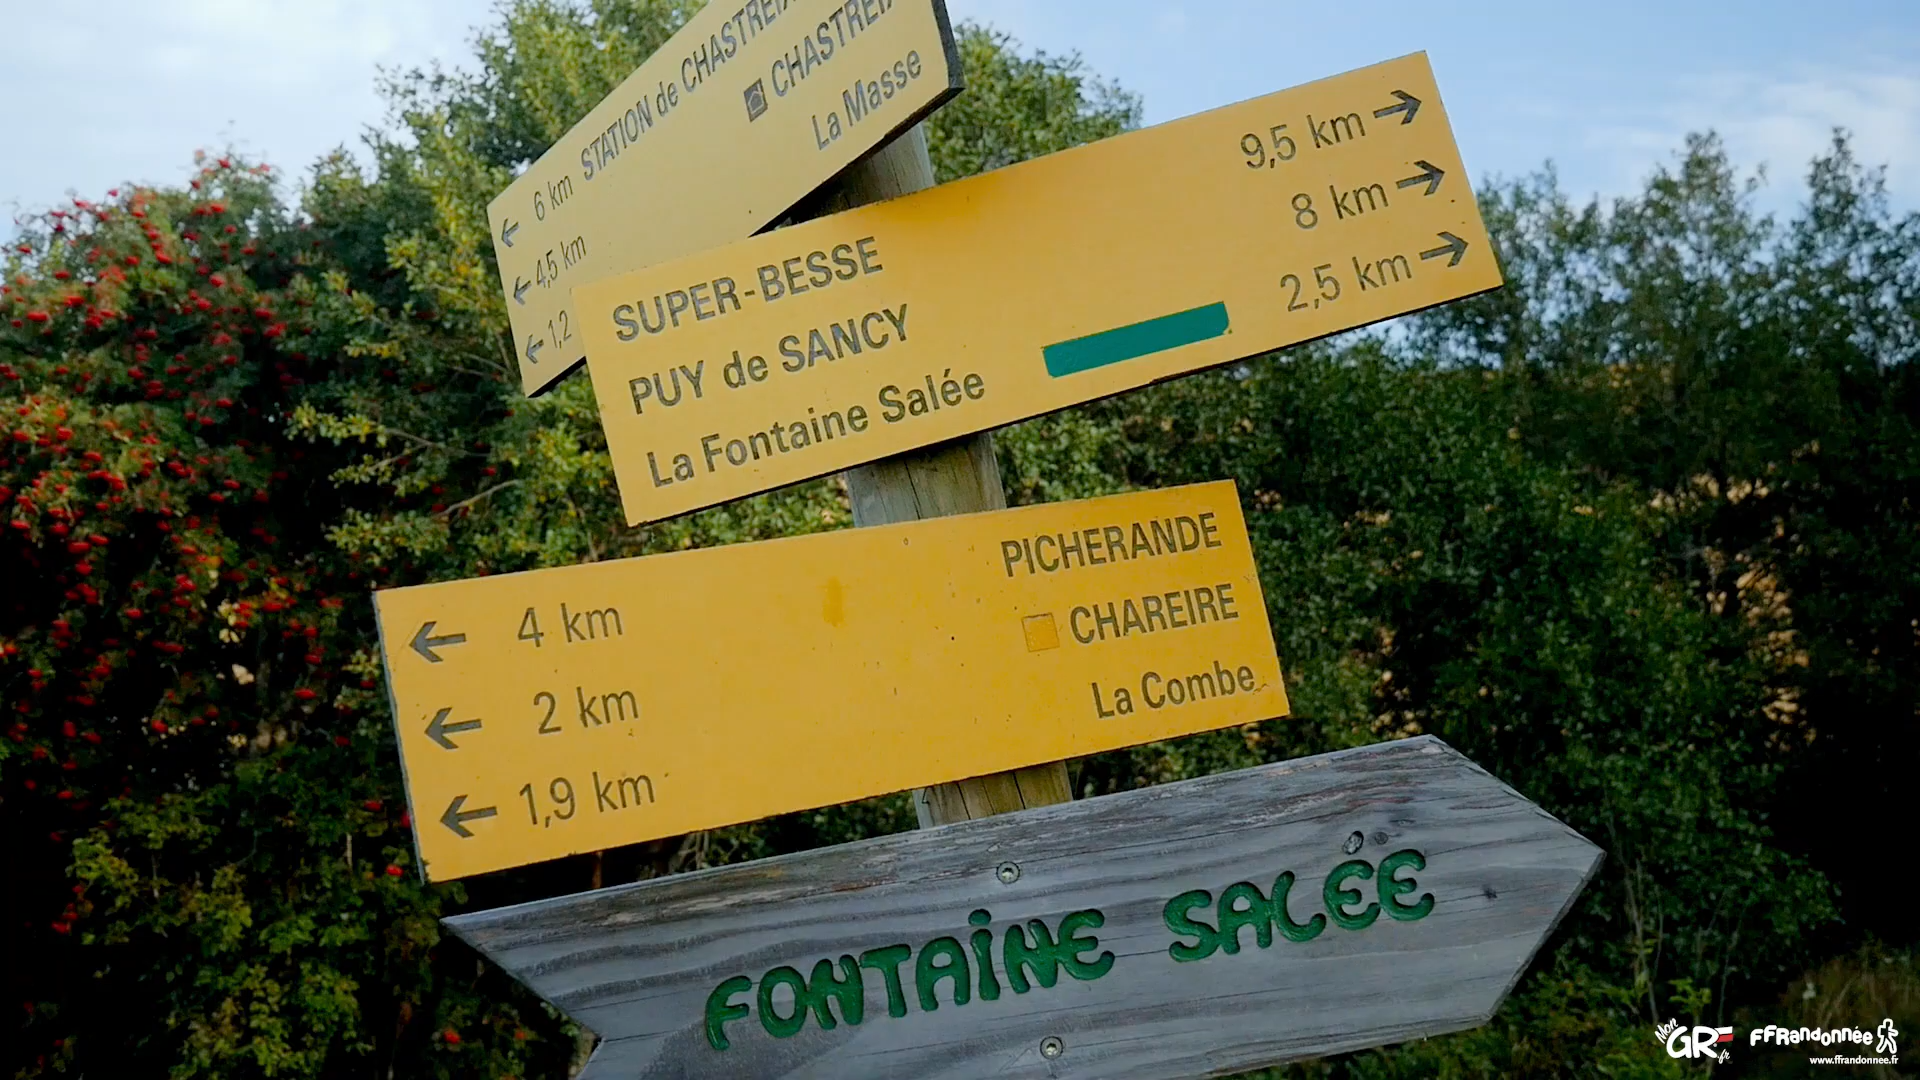 ← 6 km STATION de CHASTREIX
← 4,5 km CHASTREIX
← 1,2 La Masse
SUPER-BESSE 9,5 km →
PUY de SANCY 8 km →
La Fontaine Salée 2,5 km →
← 4 km PICHERANDE
← 2 km CHAREIRE
← 1,9 km La Combe
FONTAINE SALÉE
Mon GR.fr
FFRandonnée
www.ffrandonnee.fr